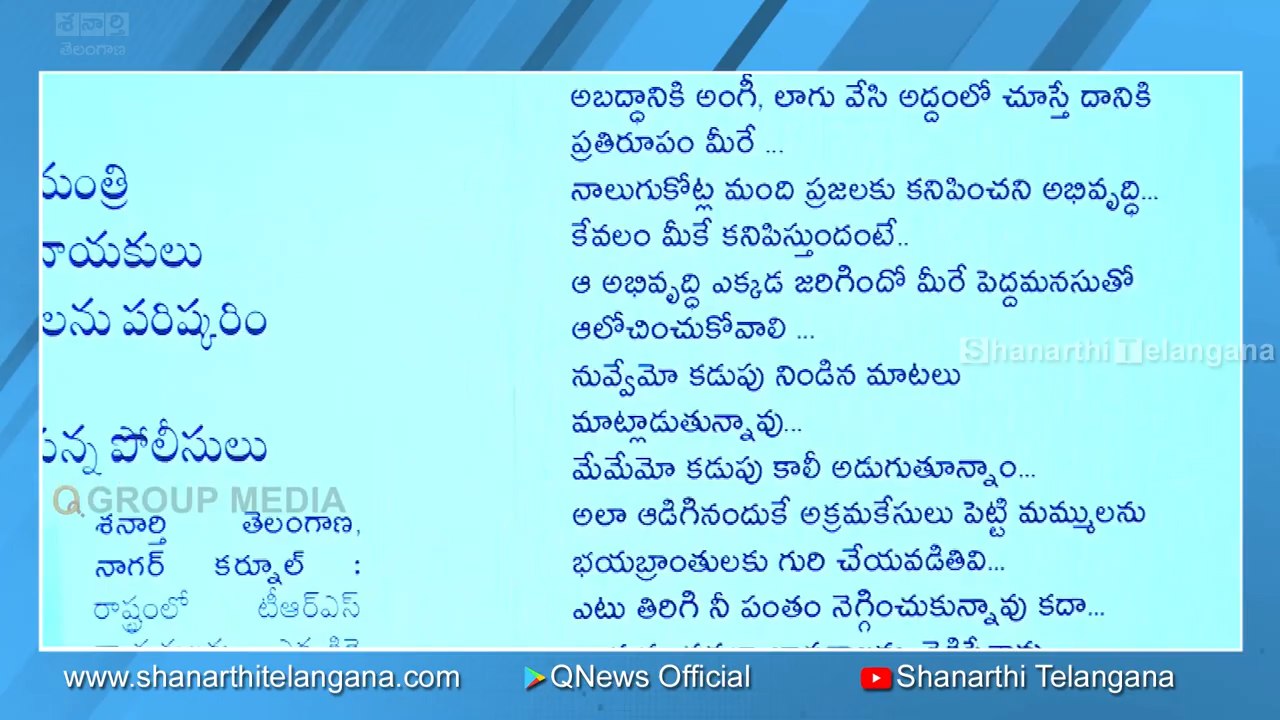 శనార్తి
తెలంగాణ
మంత్రి
నాయకులు
లను పరిష్కరిం
పోలీసులు
QGROUP MEDIA
శనార్తి తెలంగాణ,
నాగర్ కర్నూల్ :
రాష్ట్రంలో టీఆర్ఎస్
అబద్ధానికి అంగీ, లాగు వేసి అద్దంలో చూస్తే దానికి
ప్రతిరూపం మీరే ...
నాలుగుకోట్ల మంది ప్రజలకు కనిపించని అభివృద్ధి...
కేవలం మీకే కనిపిస్తుందంటే..
ఆ అభివృద్ధి ఎక్కడ జరిగిందో మీరే పెద్దమనసుతో
ఆలోచించుకోవాలి ...
నువ్వేమో కడుపు నిండిన మాటలు
మాట్లాడుతున్నావు...
మేమేమో కడుపు కాలీ అడుగుతూన్నాం...
అలా ఆడిగినందుకే అక్రమకేసులు పెట్టి మమ్ములను
భయబ్రాంతులకు గురి చేయవడితివి...
ఎటు తిరిగి నీ పంతం నెగ్గించుకున్నావు కదా...
Shanarthi Telangana
www.shanarthitelangana.com
QNews Official
Shanarthi Telangana